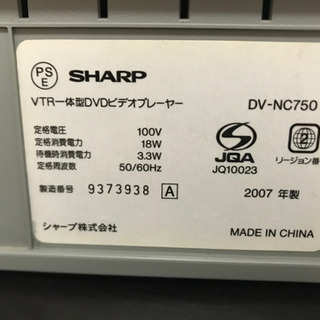 PS
E
SHARP
VTR一体型DVDビデオプレーヤー DV-NC750
定格電圧 100V
定格消費電力 18W
待機時消費電力 3.3W
定格周波数 50/60Hz
JQA
JQ10023
2
リージョン番
製造番号 9373938 A
2007 年製
シャープ株式会社
MADE IN CHINA